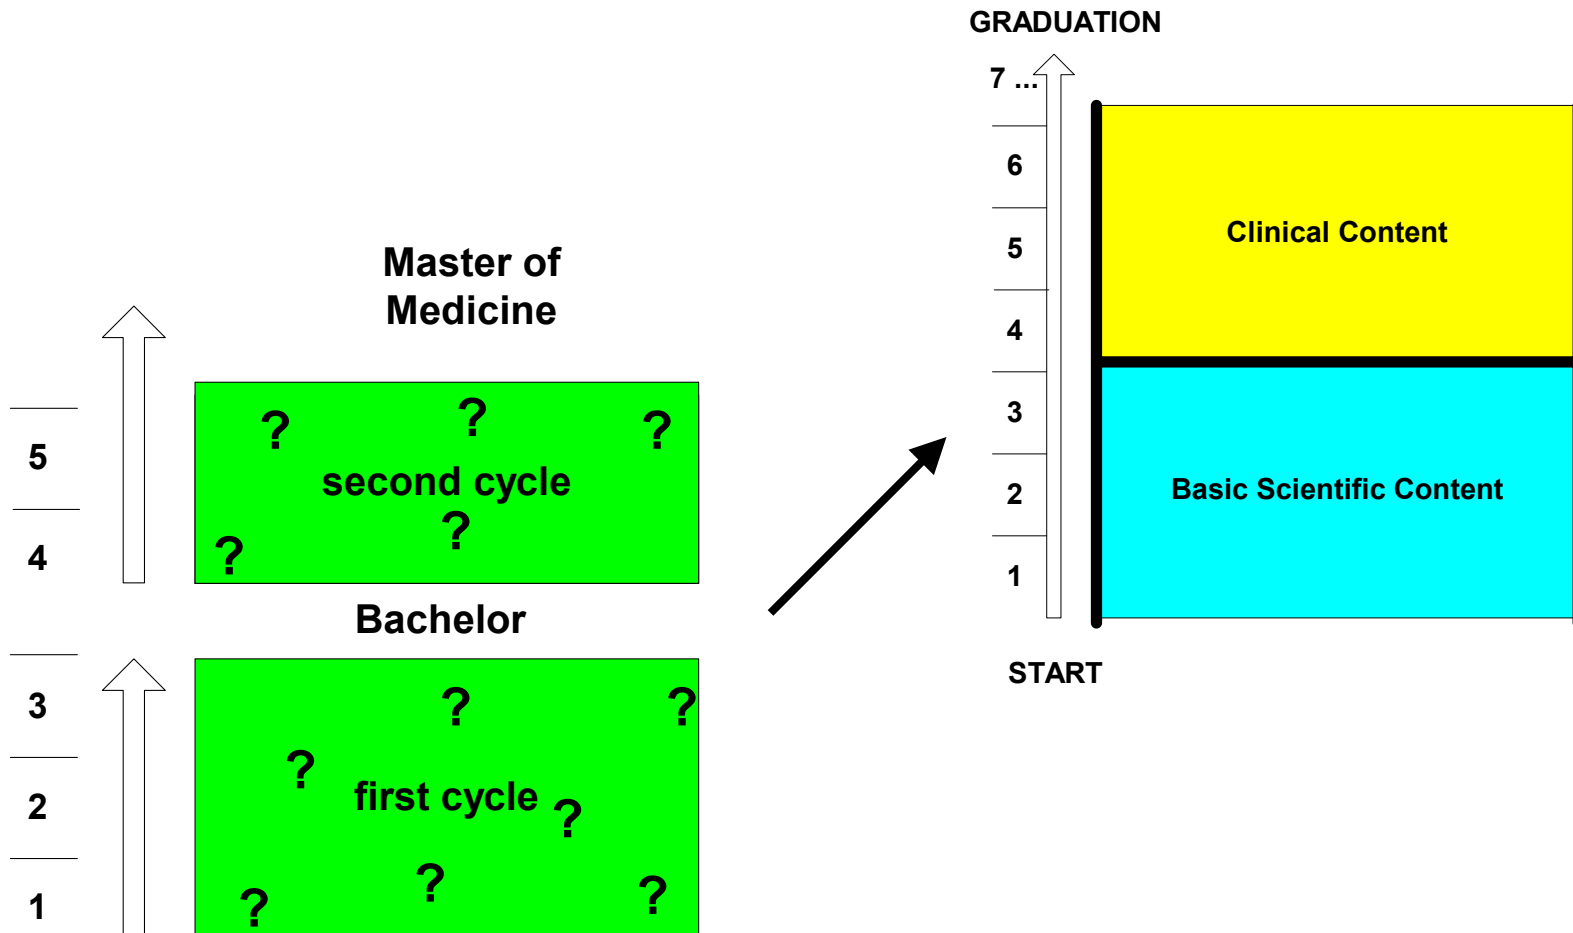 GRADUATION
7 ...
6
5
4
3
2
1
Clinical Content
Basic Scientific Content
START
Master of
Medicine
5
4
? ? ?
second cycle
?
?
Bachelor
3
2
1
? ?
?
first cycle
?
?
?
?